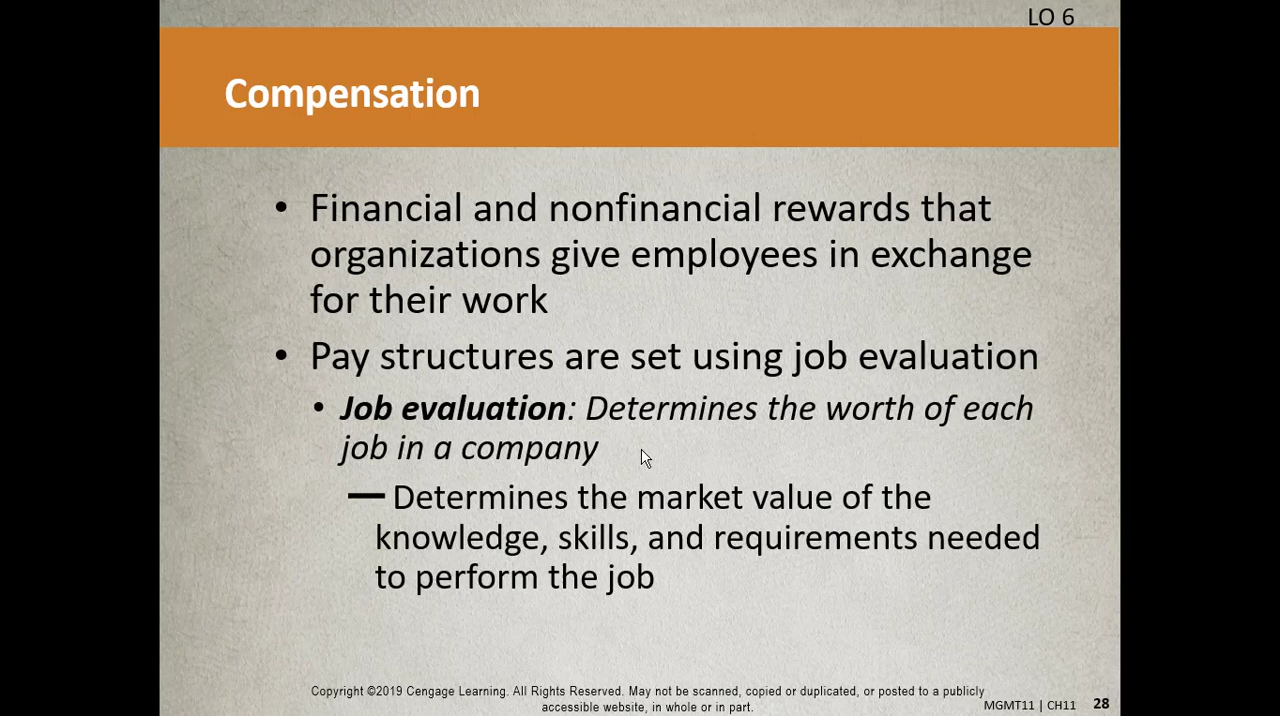 LO 6
Compensation
• Financial and nonfinancial rewards that
organizations give employees in exchange
for their work
• Pay structures are set using job evaluation
• Job evaluation: Determines the worth of each
job in a company
— Determines the market value of the
knowledge, skills, and requirements needed
to perform the job
Copyright ©2019 Cengage Learning. All Rights Reserved. May not be scanned, copied or duplicated, or posted to a publicly
accessible website, in whole or in part.
MGMT11 | CH11 28